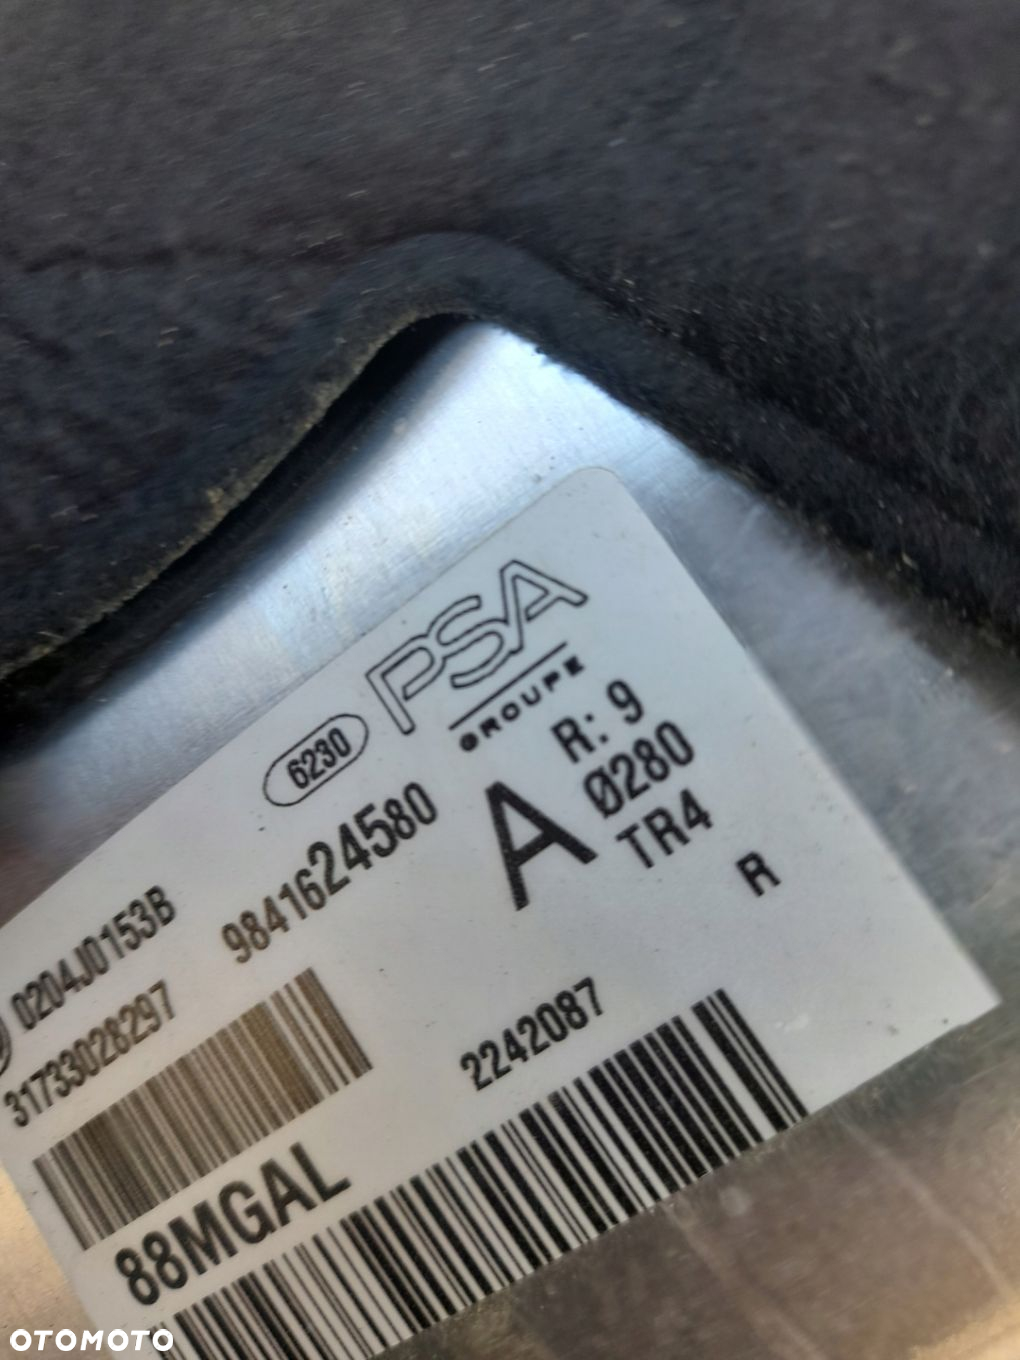 PSA
GROUPE
6230
R: 9
9841624580
A
Ø280
TR4
R
0204J0153B
31733028297
2242087
88MGAL
OTOMOTO